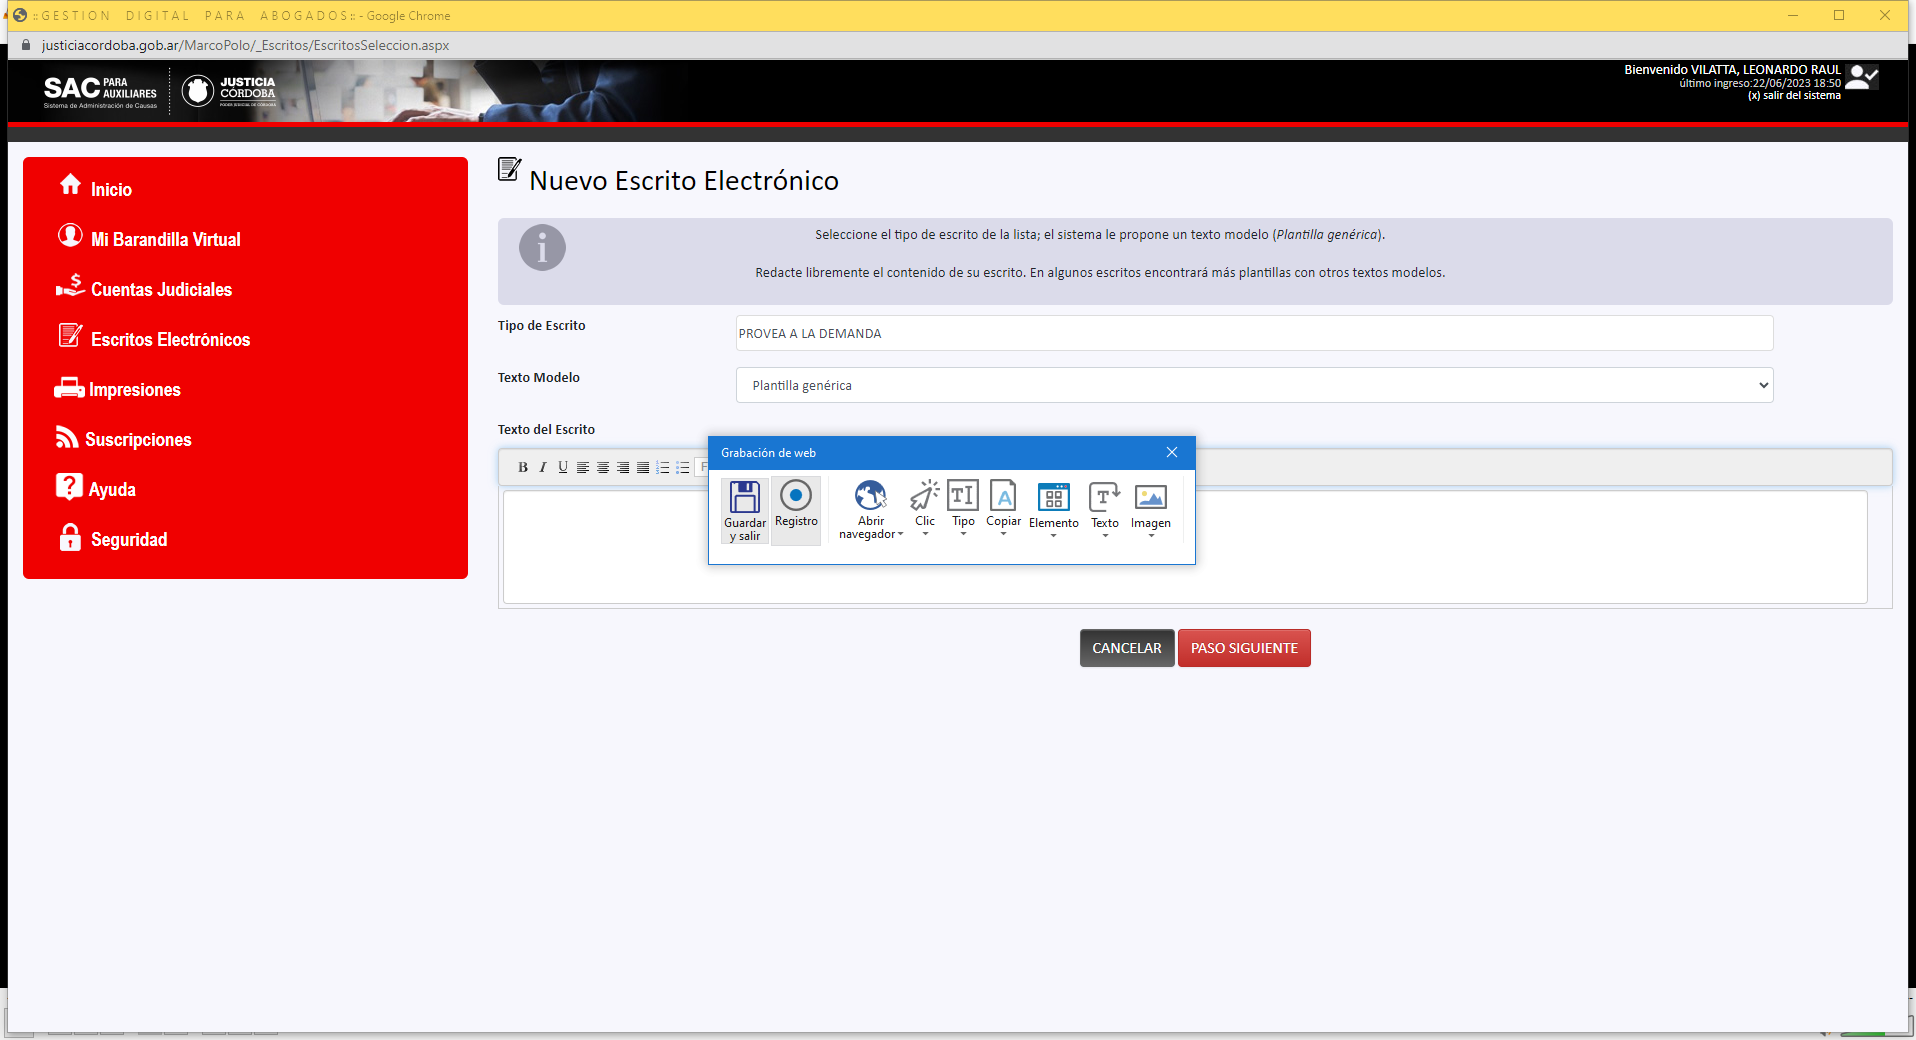 :: G E S T I O N   D I G I T A L   P A R A   A B O G A D O S :: - Google Chrome
justiciacordoba.gob.ar/MarcoPolo/_Escritos/EscritosSeleccion.aspx
SAC PARA AUXILIARES
Sistema de Administración de Causas
JUSTICIA CÓRDOBA
PODER JUDICIAL DE CÓRDOBA
Bienvenido VILATTA, LEONARDO RAUL
último ingreso:22/06/2023 18:50
(x) salir del sistema
Inicio
Mi Barandilla Virtual
Cuentas Judiciales
Escritos Electrónicos
Impresiones
Suscripciones
Ayuda
Seguridad
Nuevo Escrito Electrónico
Seleccione el tipo de escrito de la lista; el sistema le propone un texto modelo (Plantilla genérica).
Redacte libremente el contenido de su escrito. En algunos escritos encontrará más plantillas con otros textos modelos.
Tipo de Escrito
PROVEA A LA DEMANDA
Texto Modelo
Plantilla genérica
Texto del Escrito
B I U F
Grabación de web
Guardar y salir
Registro
Abrir navegador
Clic
Tipo
Copiar
Elemento
Texto
Imagen
CANCELAR
PASO SIGUIENTE